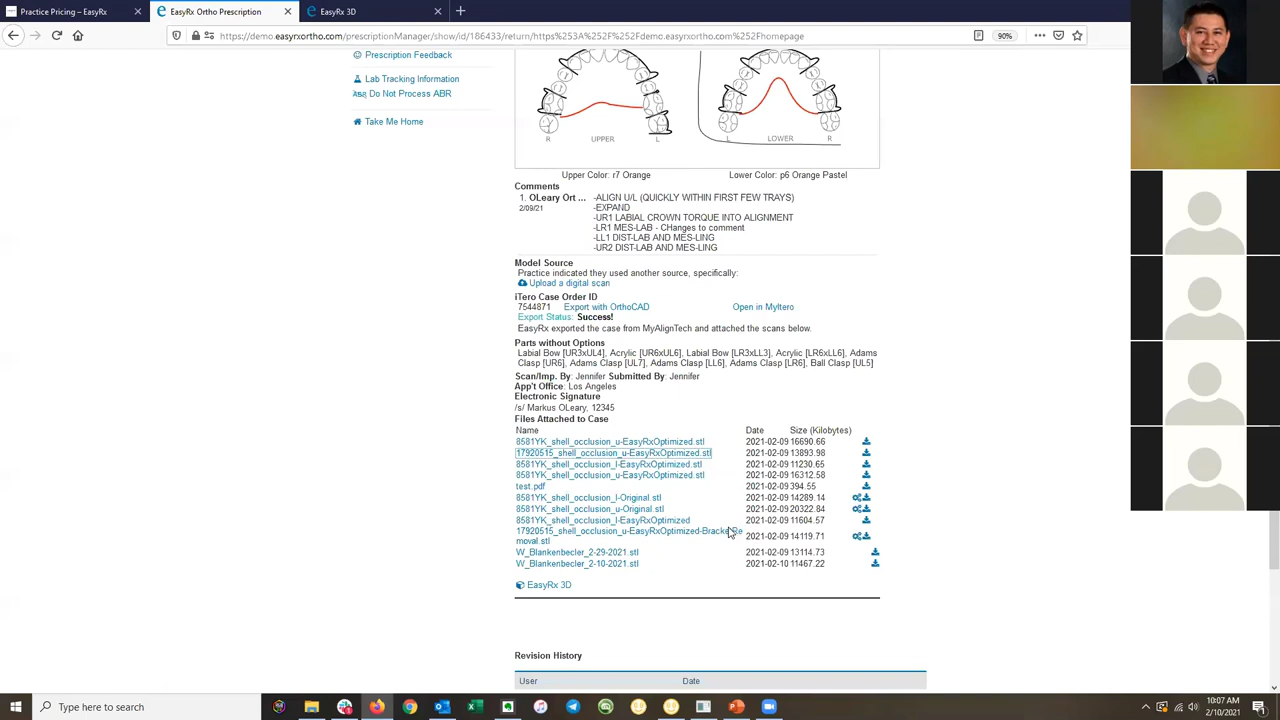 Practice Pricing - EasyRx
EasyRx Ortho Prescription
EasyRx 3D
https://demo.easyrxortho.com/prescriptionManager/show/id/186433/return/https%253A%252F%252Fdemo.easyrxortho.com%252Fhomepage
90%
Prescription Feedback
Lab Tracking Information
ABR Do Not Process ABR
Take Me Home
R UPPER L
L LOWER R
Upper Color: r7 Orange Lower Color: p6 Orange Pastel
Comments
1. OLeary Ort ... -ALIGN U/L (QUICKLY WITHIN FIRST FEW TRAYS)
2/09/21 -EXPAND
-UR1 LABIAL CROWN TORQUE INTO ALIGNMENT
-LR1 MES-LAB - CHanges to comment
-LL1 DIST-LAB AND MES-LING
-UR2 DIST-LAB AND MES-LING
Model Source
Practice indicated they used another source, specifically:
Upload a digital scan
iTero Case Order ID
7544871 Export with OrthoCAD Open in MyItero
Export Status: Success!
EasyRx exported the case from MyAlignTech and attached the scans below.
Parts without Options
Labial Bow [UR3xUL4], Acrylic [UR6xUL6], Labial Bow [LR3xLL3], Acrylic [LR6xLL6], Adams
Clasp [UR6], Adams Clasp [UL7], Adams Clasp [LL6], Adams Clasp [LR6], Ball Clasp [UL5]
Scan/Imp. By: Jennifer Submitted By: Jennifer
App't Office: Los Angeles
Electronic Signature
/s/ Markus OLeary, 12345
Files Attached to Case
Name Date Size (Kilobytes)
8581YK_shell_occlusion_u-EasyRxOptimized.stl 2021-02-09 16690.66
17920515_shell_occlusion_u-EasyRxOptimized.stl 2021-02-09 13893.98
8581YK_shell_occlusion_l-EasyRxOptimized.stl 2021-02-09 11230.65
8581YK_shell_occlusion_u-EasyRxOptimized.stl 2021-02-09 16312.58
test.pdf 2021-02-09 394.55
8581YK_shell_occlusion_l-Original.stl 2021-02-09 14289.14
8581YK_shell_occlusion_u-Original.stl 2021-02-09 20322.84
8581YK_shell_occlusion_l-EasyRxOptimized 2021-02-09 11604.57
17920515_shell_occlusion_u-EasyRxOptimized-BracketRe
moval.stl 2021-02-09 14119.71
W_Blankenbecler_2-29-2021.stl 2021-02-09 13114.73
W_Blankenbecler_2-10-2021.stl 2021-02-10 11467.22
EasyRx 3D
Revision History
User Date
Type here to search
10:07 AM
2/10/2021